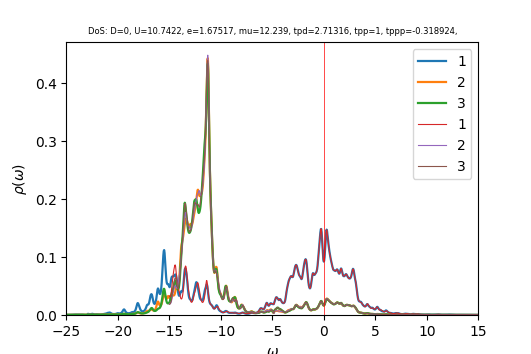 DoS: D=0, U=10.7422, e=1.67517, mu=12.239, tpd=2.71316, tpp=1, tppp=-0.318924,
1
2
3
1
2
3
ρ(ω)
0.4
0.3
0.2
0.1
0.0
−25 −20 −15 −10 −5 0 5 10 15
ω